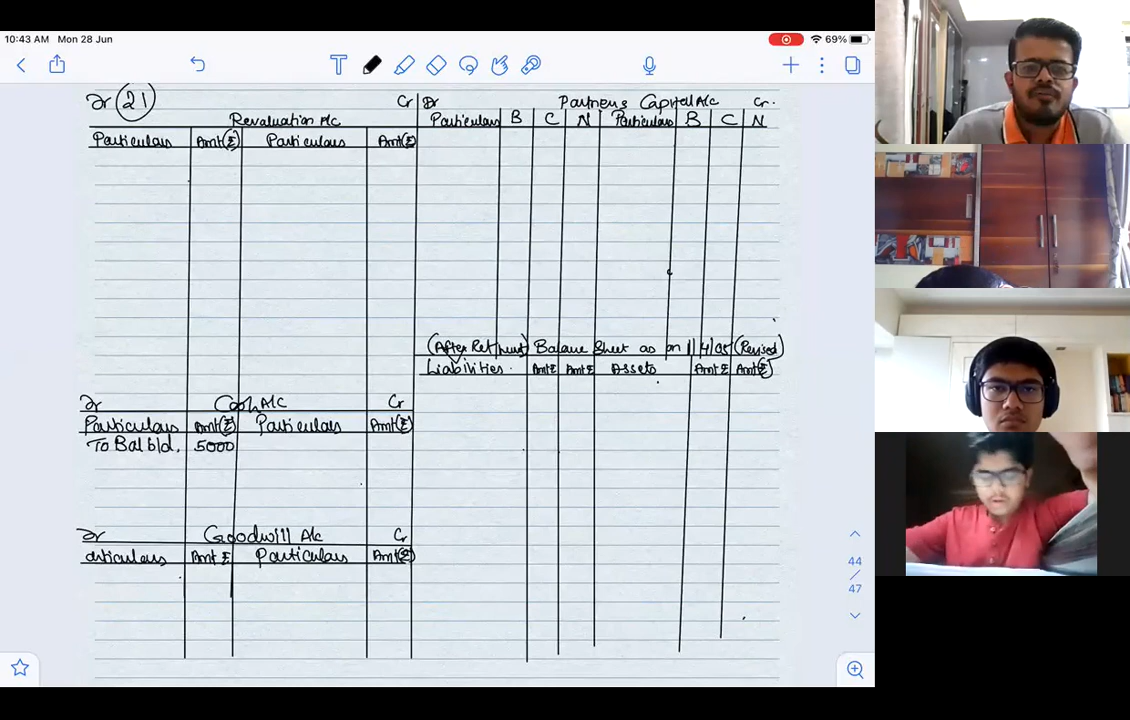 10:43 AM Mon 28 Jun
69%
Dr (21) Cr
Revaluation A/c
Particulars Amt(₹) Particulars Amt(₹)
Dr Partners Capital A/c Cr.
Particulars B C N Particulars B C N
(After Retirement) Balance Sheet as on 1/4/05 (Revised)
Liabilities. Amt ₹ Amt ₹ Assets Amt ₹ Amt(₹)
Dr Cash A/c Cr
Particulars Amt(₹) Particulars Amt(₹)
To Bal b/d. 5000
Dr Goodwill A/c Cr
articulars Amt ₹ Particulars Amt(₹)
44
/
47